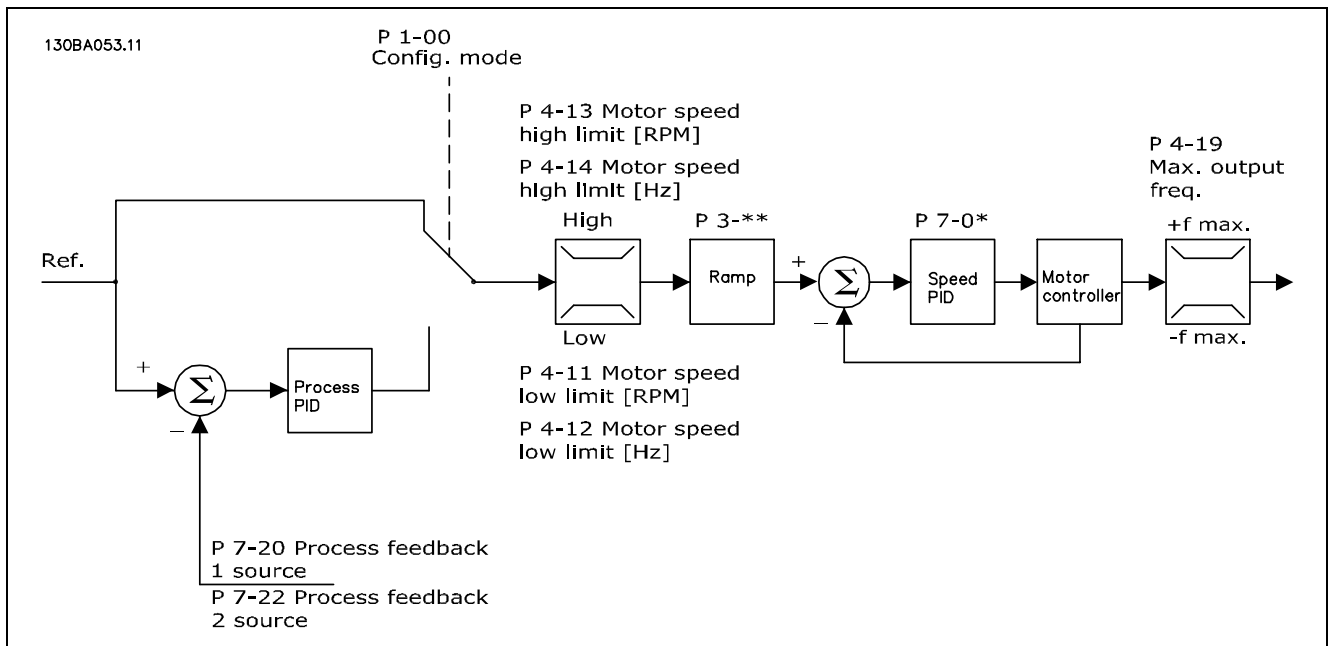 130BA053.11
P 1-00
Config. mode
P 4-13 Motor speed
high limit [RPM]
P 4-14 Motor speed
high limit [Hz]
P 4-19
Max. output
freq.
High
P 3-**
P 7-0*
+f max.
Ref.
+
Ramp
Σ
Speed
PID
Motor
controller
_
Low
-f max.
+
Σ
Process
PID
_
P 4-11 Motor speed
low limit [RPM]
P 4-12 Motor speed
low limit [Hz]
P 7-20 Process feedback
1 source
P 7-22 Process feedback
2 source